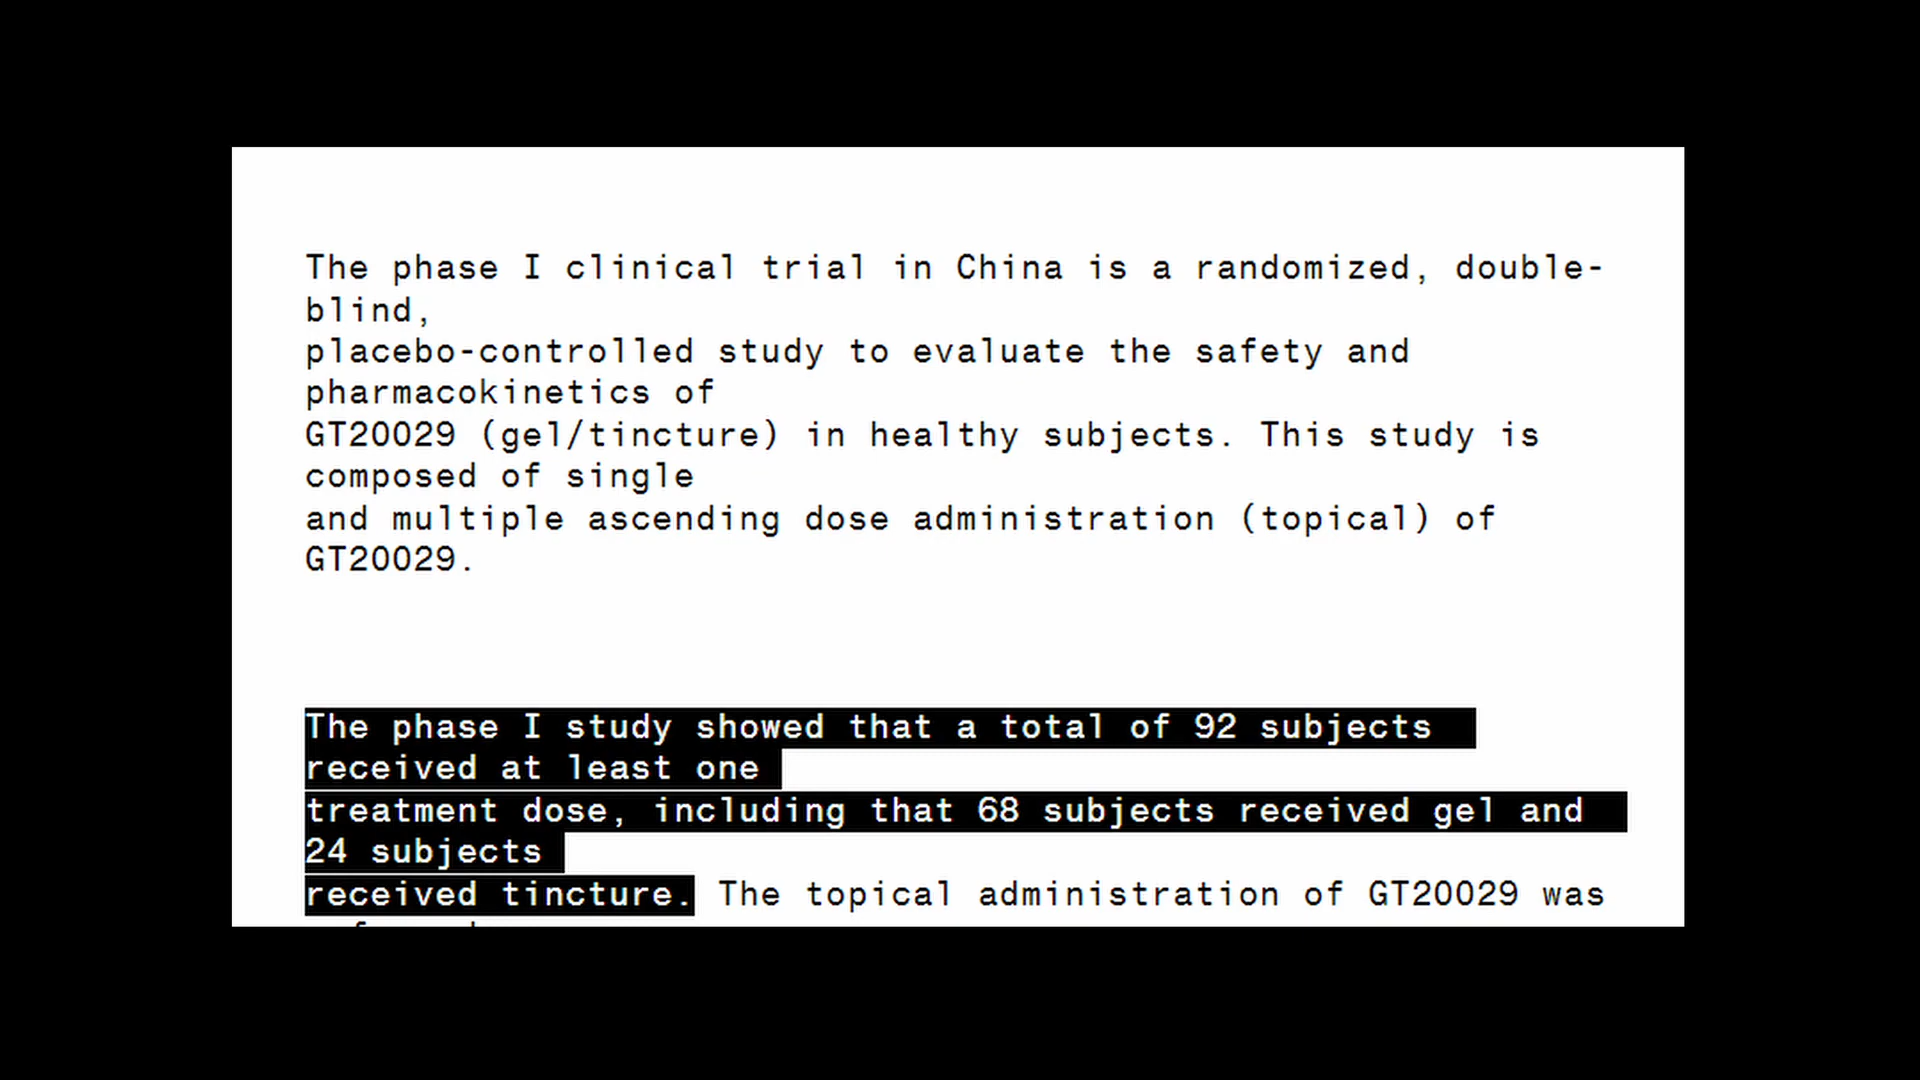 The phase I clinical trial in China is a randomized, double-
blind,
placebo-controlled study to evaluate the safety and
pharmacokinetics of
GT20029 (gel/tincture) in healthy subjects. This study is
composed of single
and multiple ascending dose administration (topical) of
GT20029.
The phase I study showed that a total of 92 subjects
received at least one
treatment dose, including that 68 subjects received gel and
24 subjects
received tincture. The topical administration of GT20029 was